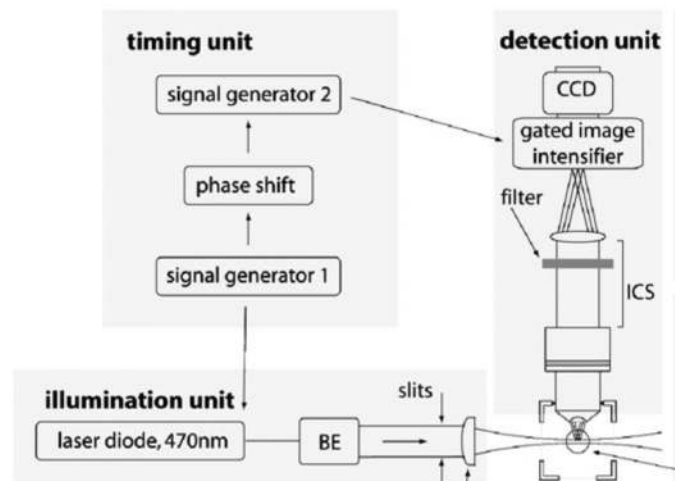 timing unit
signal generator 2
phase shift
signal generator 1
detection unit
CCD
gated image
intensifier
filter
ICS
illumination unit
laser diode, 470nm
BE
slits